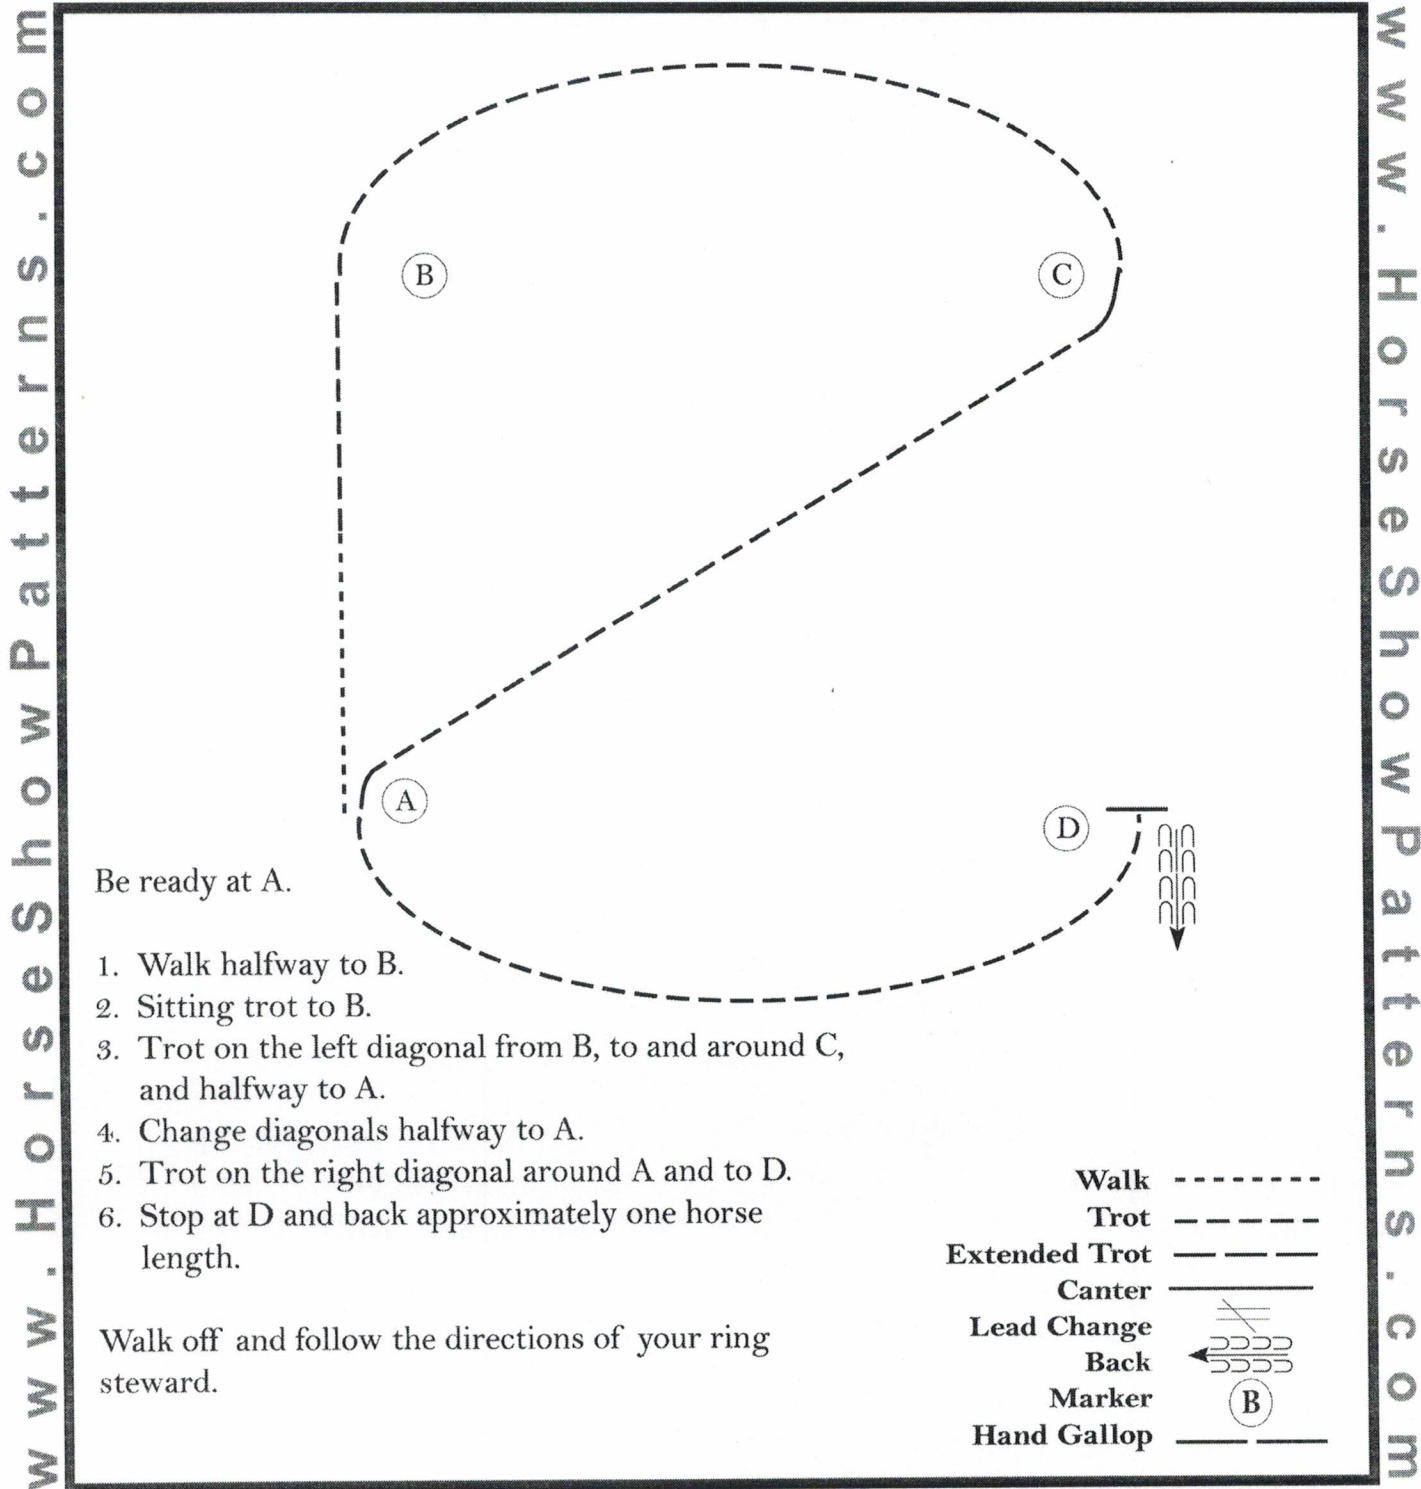 www.HorseShowPatterns.com
www.HorseShowPatterns.com
B
C
A
D
Be ready at A.
1. Walk halfway to B.
2. Sitting trot to B.
3. Trot on the left diagonal from B, to and around C,
and halfway to A.
4. Change diagonals halfway to A.
5. Trot on the right diagonal around A and to D.
6. Stop at D and back approximately one horse
length.
Walk off and follow the directions of your ring
steward.
Walk
Trot
Extended Trot
Canter
Lead Change
Back
Marker B
Hand Gallop